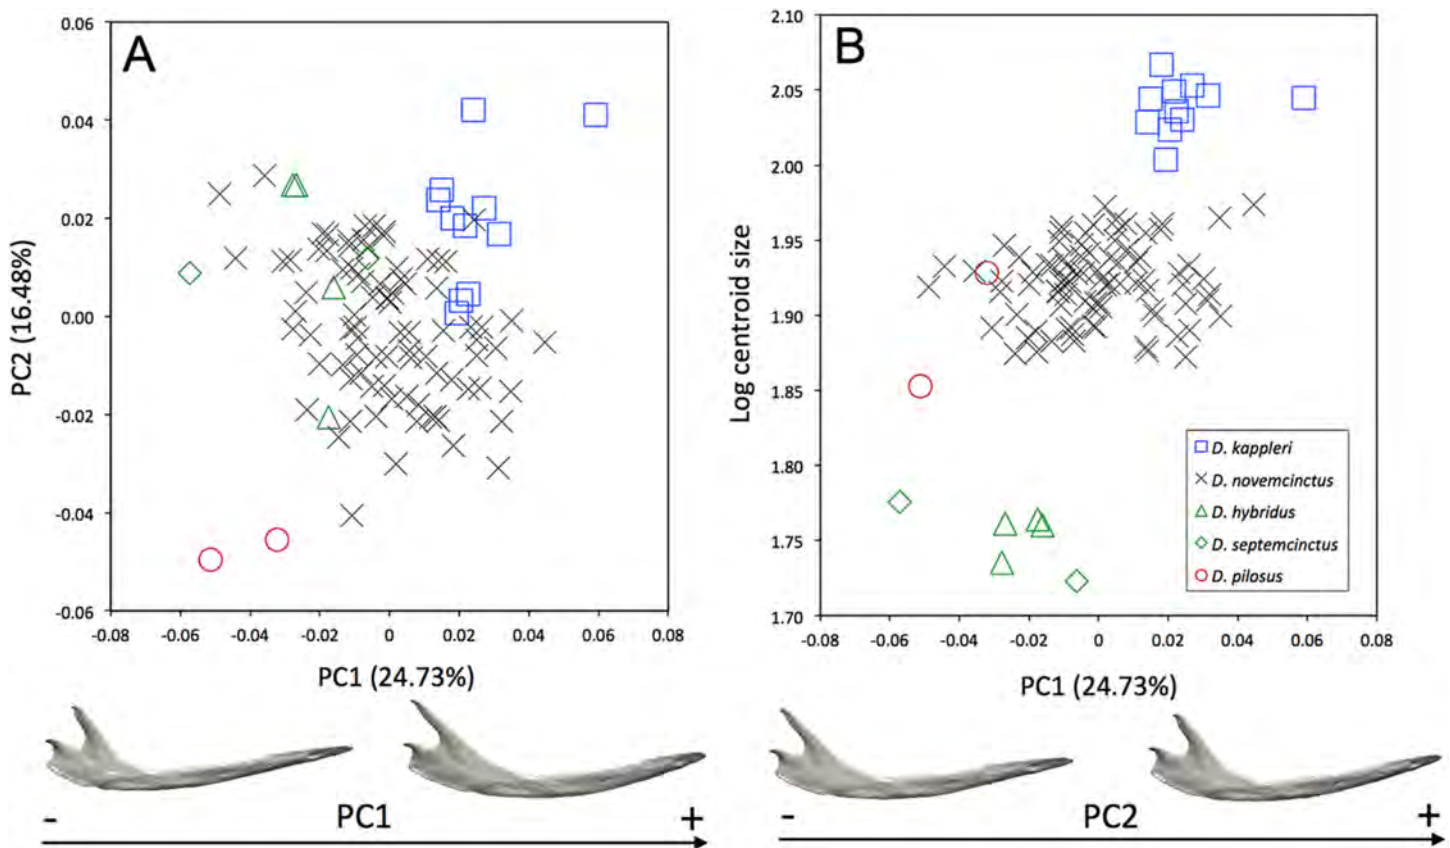 A
0.06
0.04
0.02
0.00
-0.02
-0.04
-0.06
PC2 (16.48%)
-0.08 -0.06 -0.04 -0.02 0 0.02 0.04 0.06 0.08
PC1 (24.73%)
B
2.10
2.05
2.00
1.95
1.90
1.85
1.80
1.75
1.70
Log centroid size
D. kappleri
D. novemcinctus
D. hybridus
D. septemcinctus
D. pilosus
-0.08 -0.06 -0.04 -0.02 0 0.02 0.04 0.06 0.08
PC1 (24.73%)
- PC1 +
- PC2 +